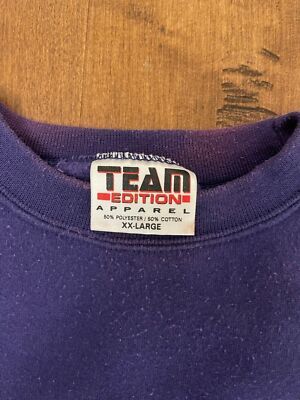 TEAM
EDITION
APPAREL
50% POLYESTER / 50% COTTON
XX-LARGE